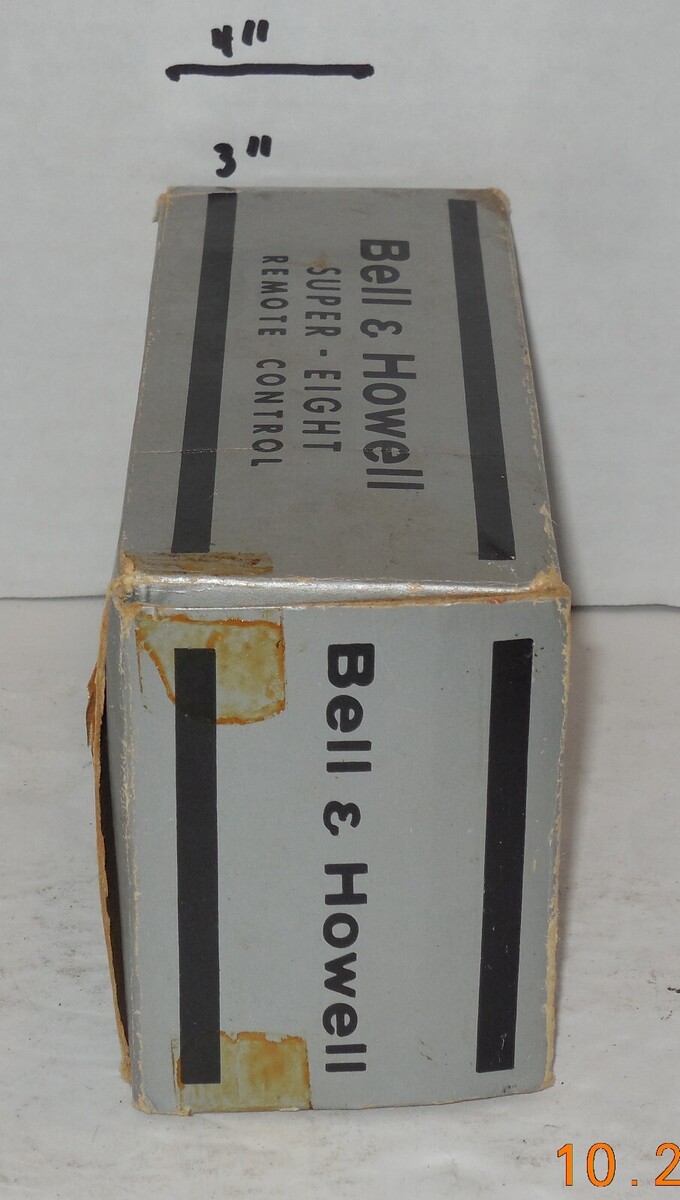 4"
3"
Bell & Howell
SUPER-EIGHT
REMOTE CONTROL
Bell & Howell
10.2